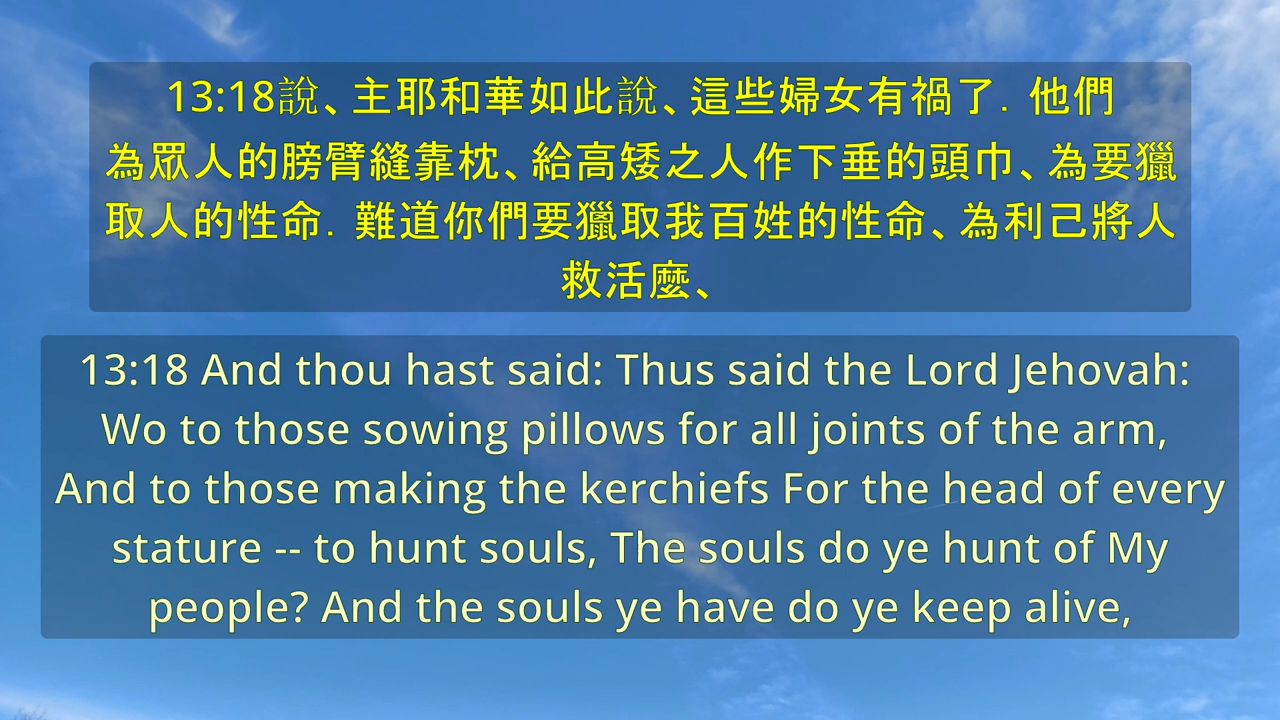 13:18說、主耶和華如此說、這些婦女有禍了．他們
為眾人的膀臂縫靠枕、給高矮之人作下垂的頭巾、為要獵
取人的性命．難道你們要獵取我百姓的性命、為利己將人
救活麼、
13:18 And thou hast said: Thus said the Lord Jehovah:
Wo to those sowing pillows for all joints of the arm,
And to those making the kerchiefs For the head of every
stature -- to hunt souls, The souls do ye hunt of My
people? And the souls ye have do ye keep alive,